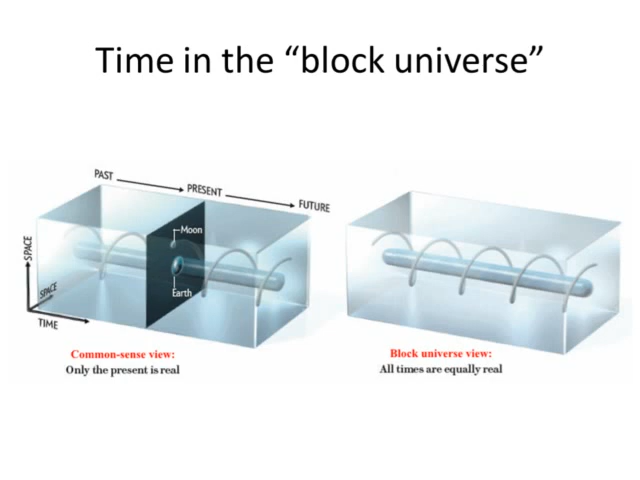 Time in the “block universe”
PAST
PRESENT
FUTURE
Moon
Earth
SPACE
SPACE
TIME
Common-sense view:
Only the present is real
Block universe view:
All times are equally real